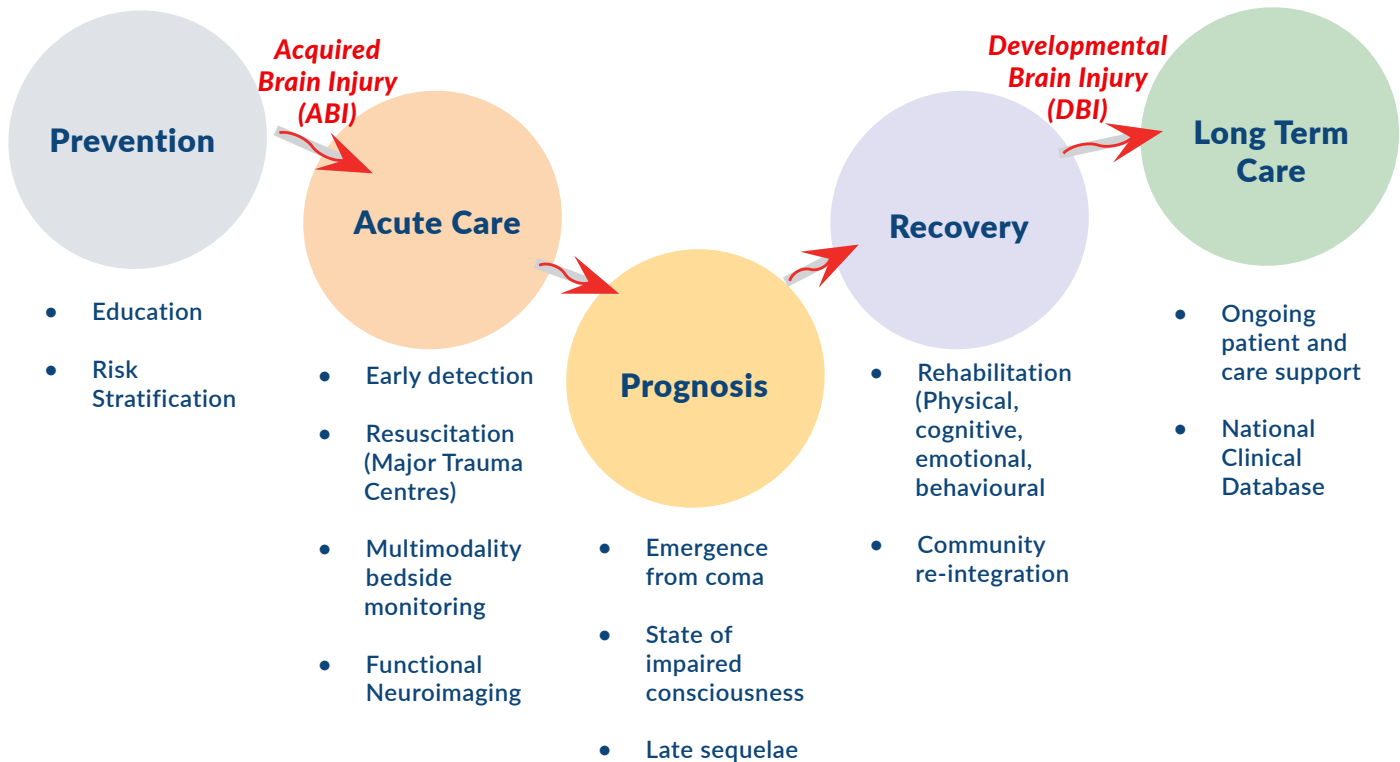 Prevention
• Education
• Risk
Stratification
Acquired
Brain Injury
(ABI)
Acute Care
• Early detection
• Resuscitation
(Major Trauma
Centres)
• Multimodality
bedside
monitoring
• Functional
Neuroimaging
Prognosis
• Emergence
from coma
• State of
impaired
consciousness
• Late sequelae
Recovery
• Rehabilitation
(Physical,
cognitive,
emotional,
behavioural
• Community
re-integration
Developmental
Brain Injury
(DBI)
Long Term
Care
• Ongoing
patient and
care support
• National
Clinical
Database